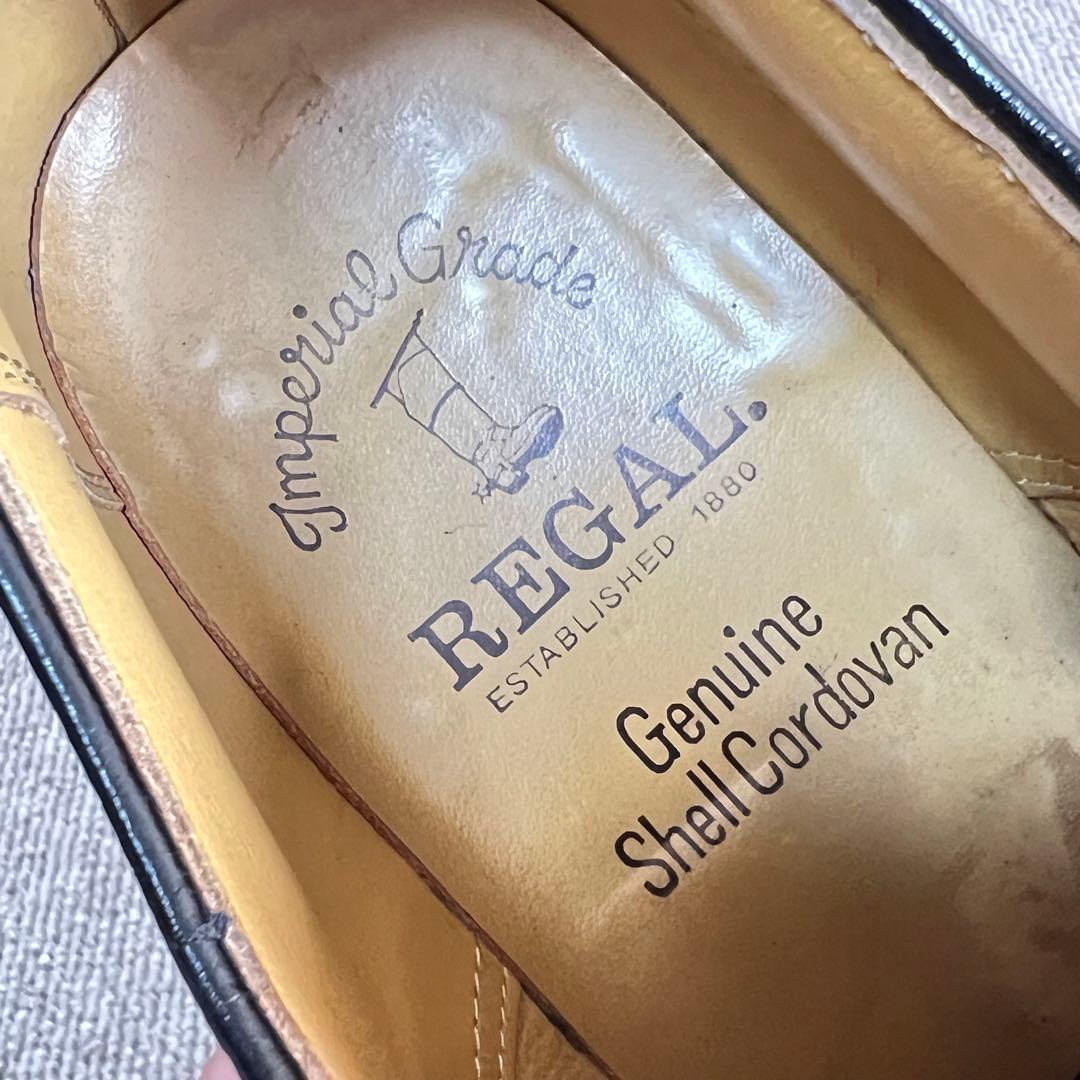 Imperial Grade
REGAL.
ESTABLISHED 1880
Genuine
Shell Cordovan